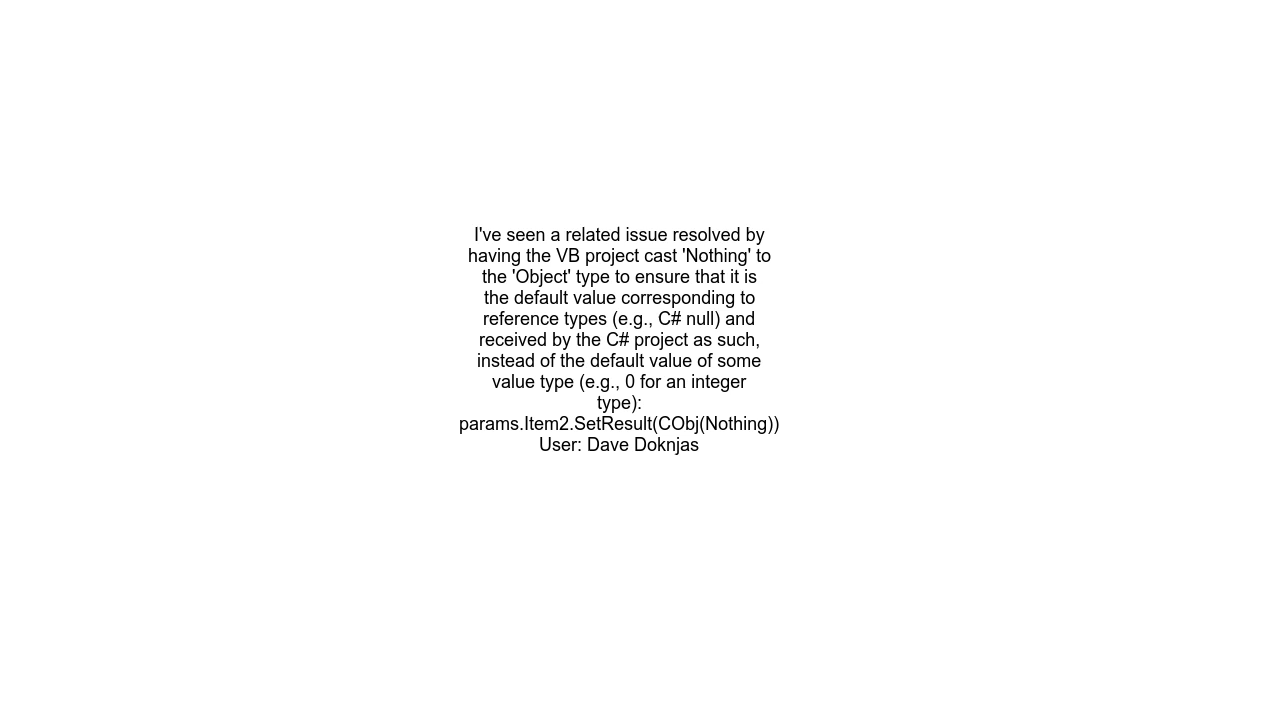 I've seen a related issue resolved by
having the VB project cast 'Nothing' to
the 'Object' type to ensure that it is
the default value corresponding to
reference types (e.g., C# null) and
received by the C# project as such,
instead of the default value of some
value type (e.g., 0 for an integer
type):
params.Item2.SetResult(CObj(Nothing))
User: Dave Doknjas